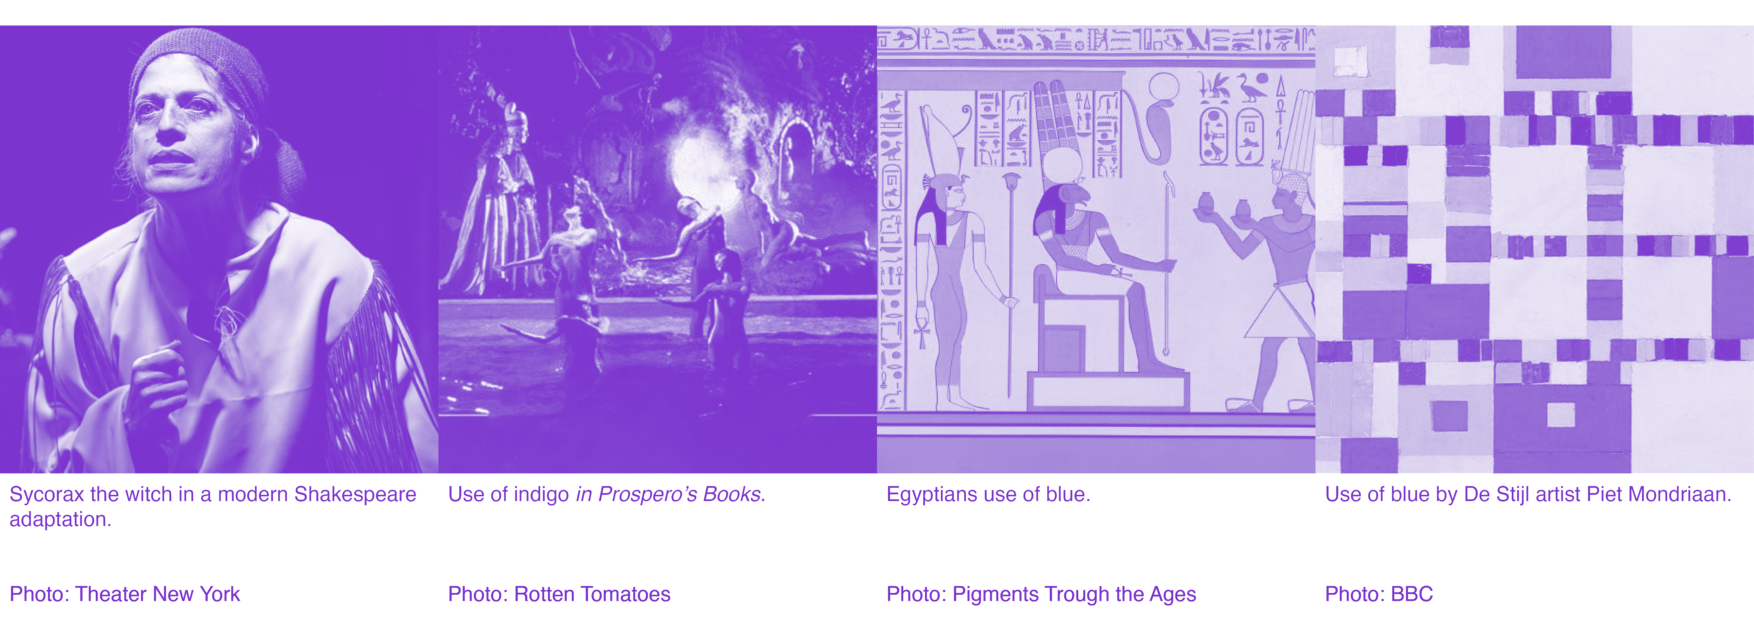 Sycorax the witch in a modern Shakespeare
adaptation.
Photo: Theater New York
Use of indigo in Prospero’s Books.
Photo: Rotten Tomatoes
Egyptians use of blue.
Photo: Pigments Trough the Ages
Use of blue by De Stijl artist Piet Mondriaan.
Photo: BBC